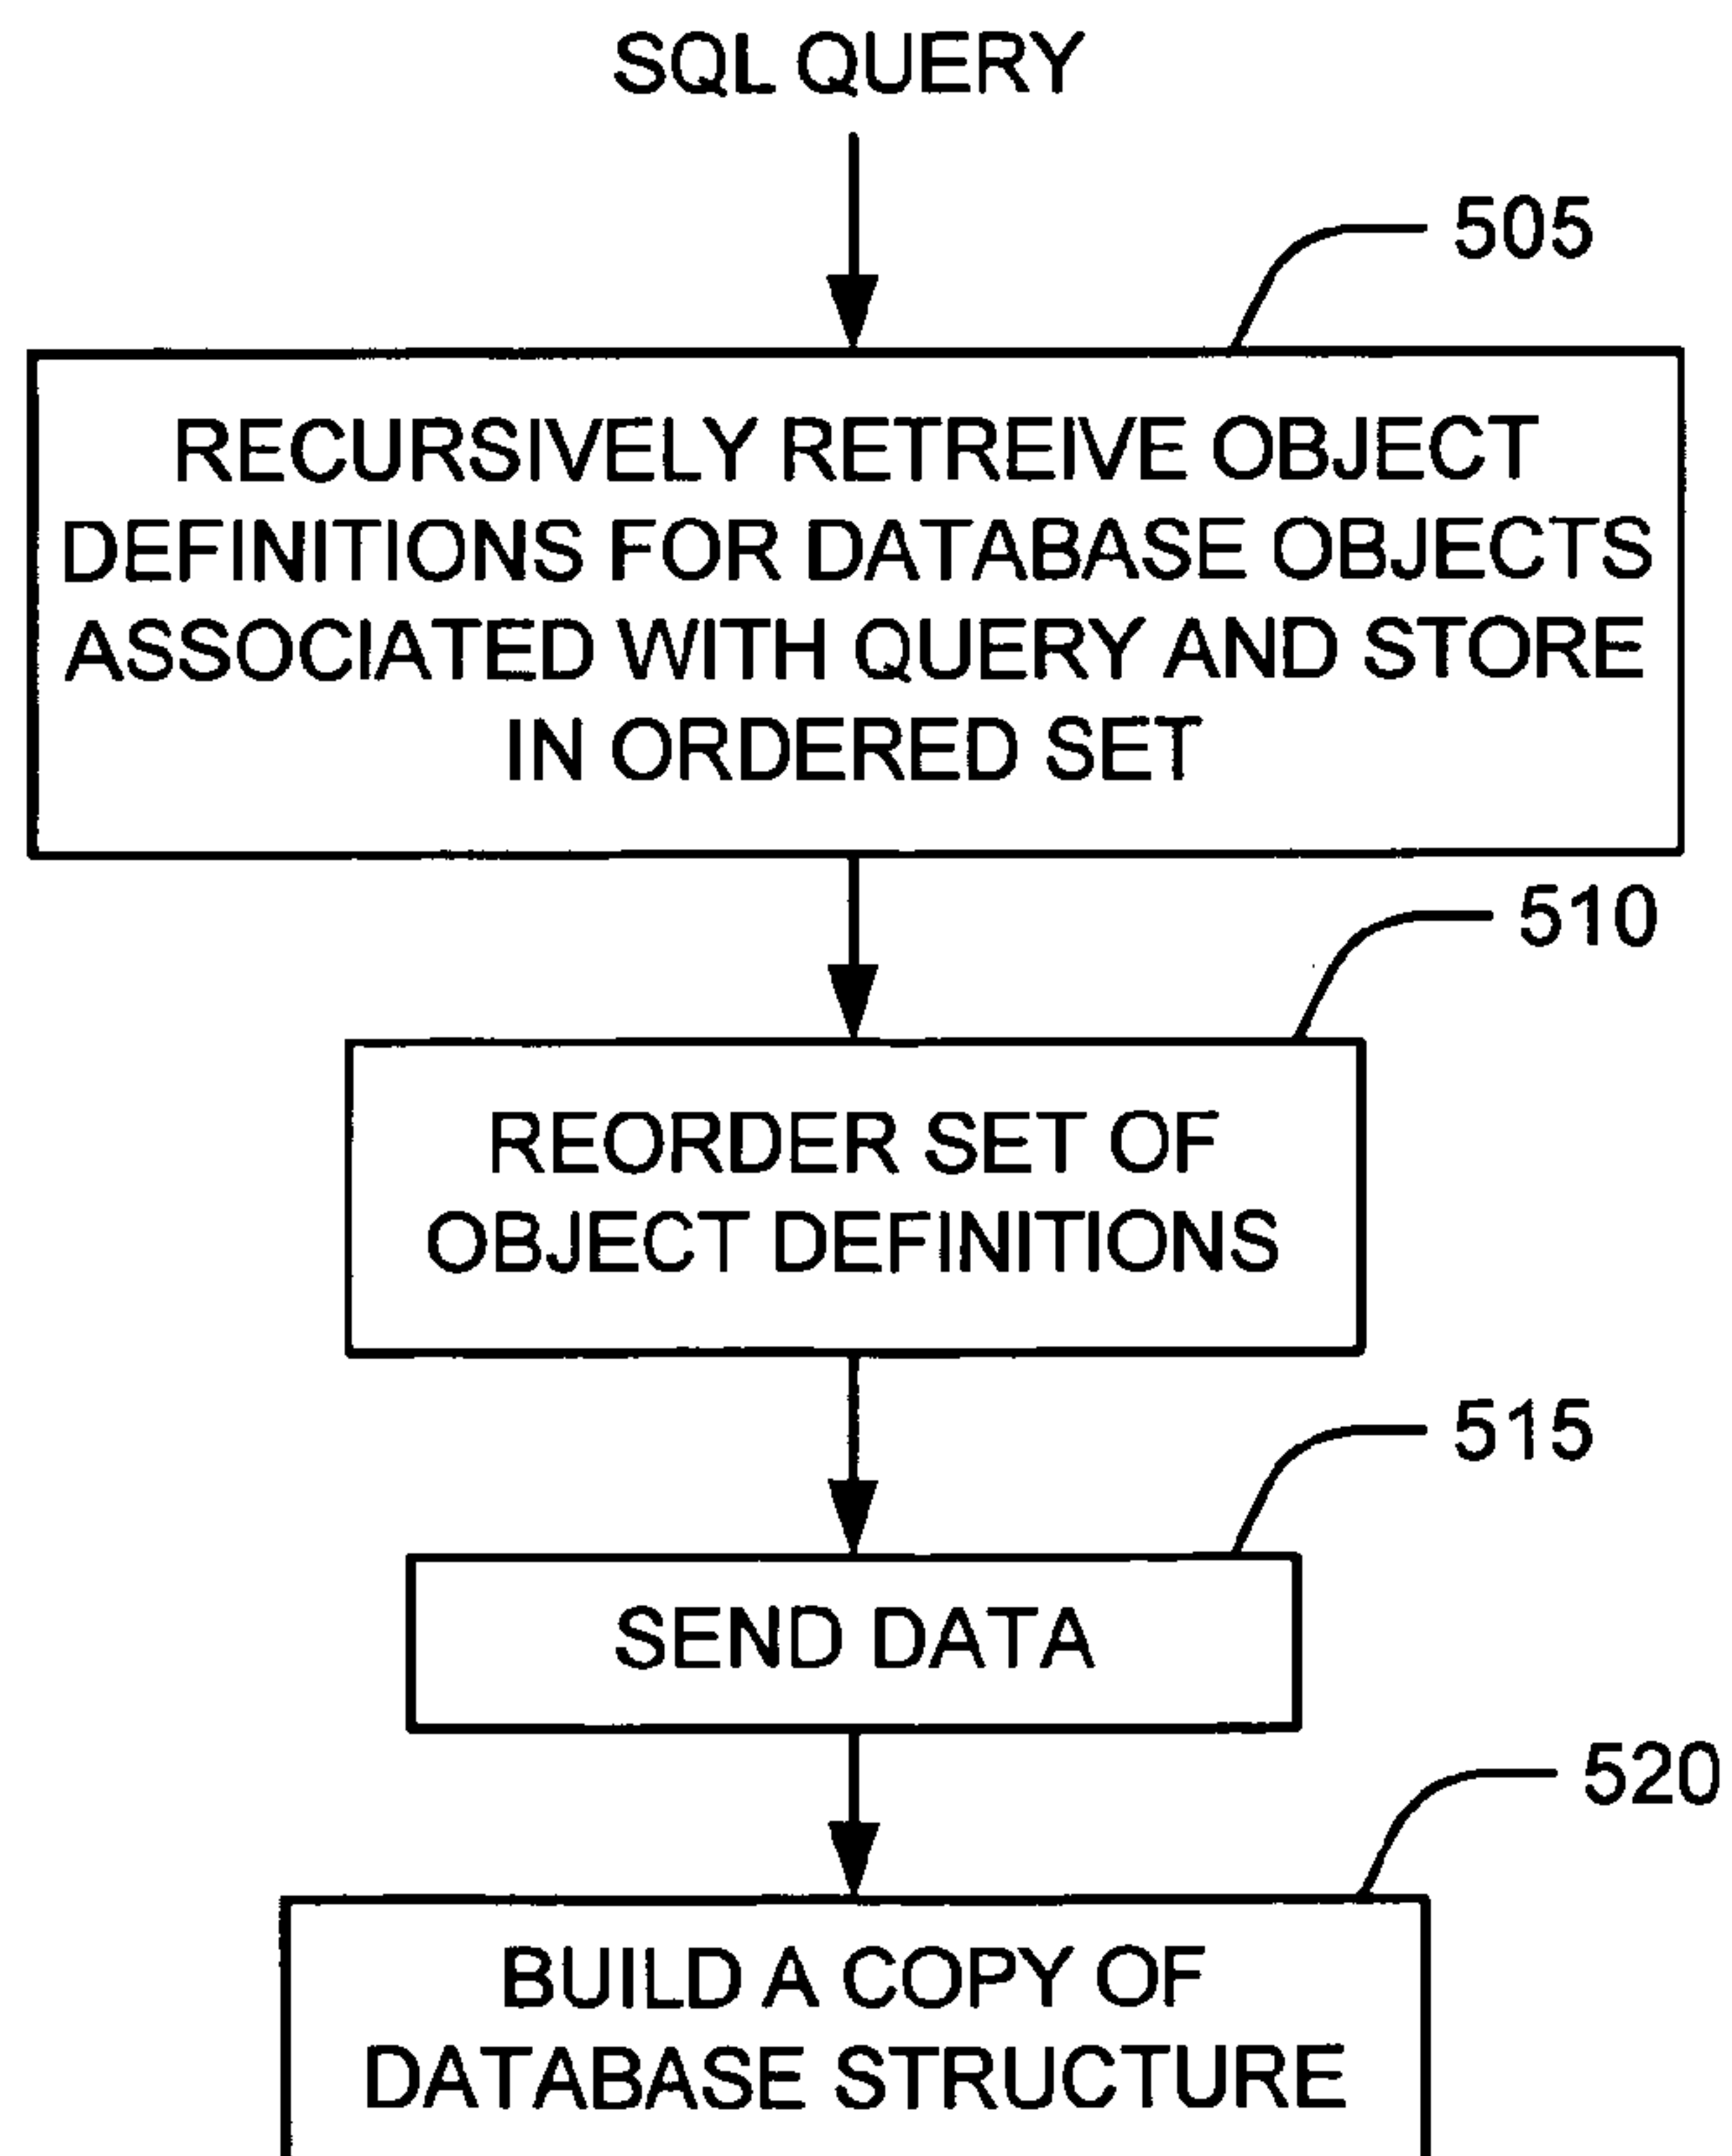 SQL QUERY
505
RECURSIVELY RETREIVE OBJECT
DEFINITIONS FOR DATABASE OBJECTS
ASSOCIATED WITH QUERY AND STORE
IN ORDERED SET
510
REORDER SET OF
OBJECT DEFINITIONS
515
SEND DATA
520
BUILD A COPY OF
DATABASE STRUCTURE